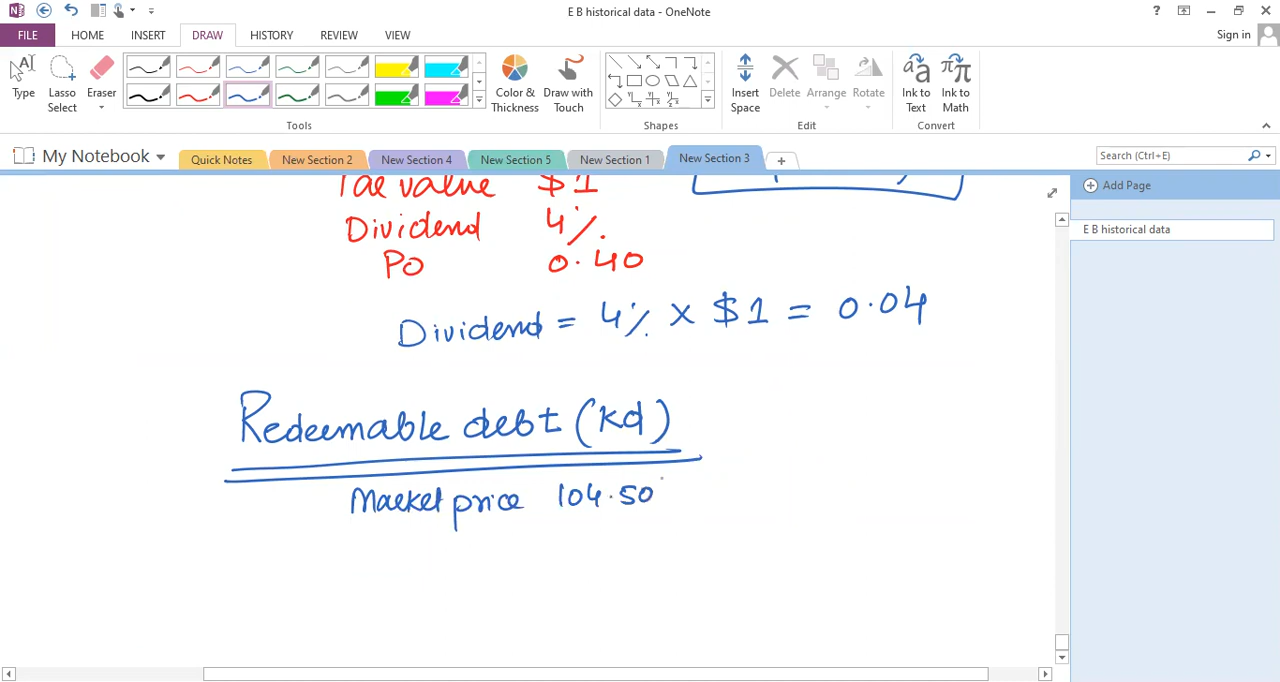 E B historical data - OneNote
?
Sign in
FILE HOME INSERT DRAW HISTORY REVIEW VIEW
Type
Lasso Select
Eraser
Color & Thickness
Draw with Touch
Insert Space
Delete
Arrange
Rotate
Ink to Text
Ink to Math
Tools
Shapes
Edit
Convert
My Notebook
Quick Notes
New Section 2
New Section 4
New Section 5
New Section 1
New Section 3
Search (Ctrl+E)
Add Page
E B historical data
value $1
Dividend 4%.
P0 0.40
Dividend = 4% x $1 = 0.04
Redeemable debt (Kd)
Market price 104.50